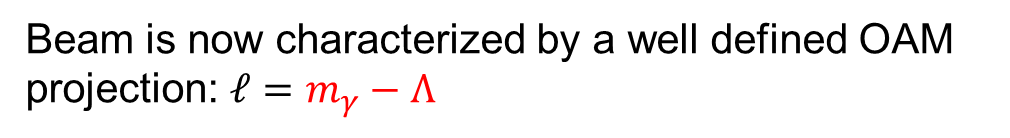 Beam is now characterized by a well defined OAM
projection: ℓ = m_γ − Λ